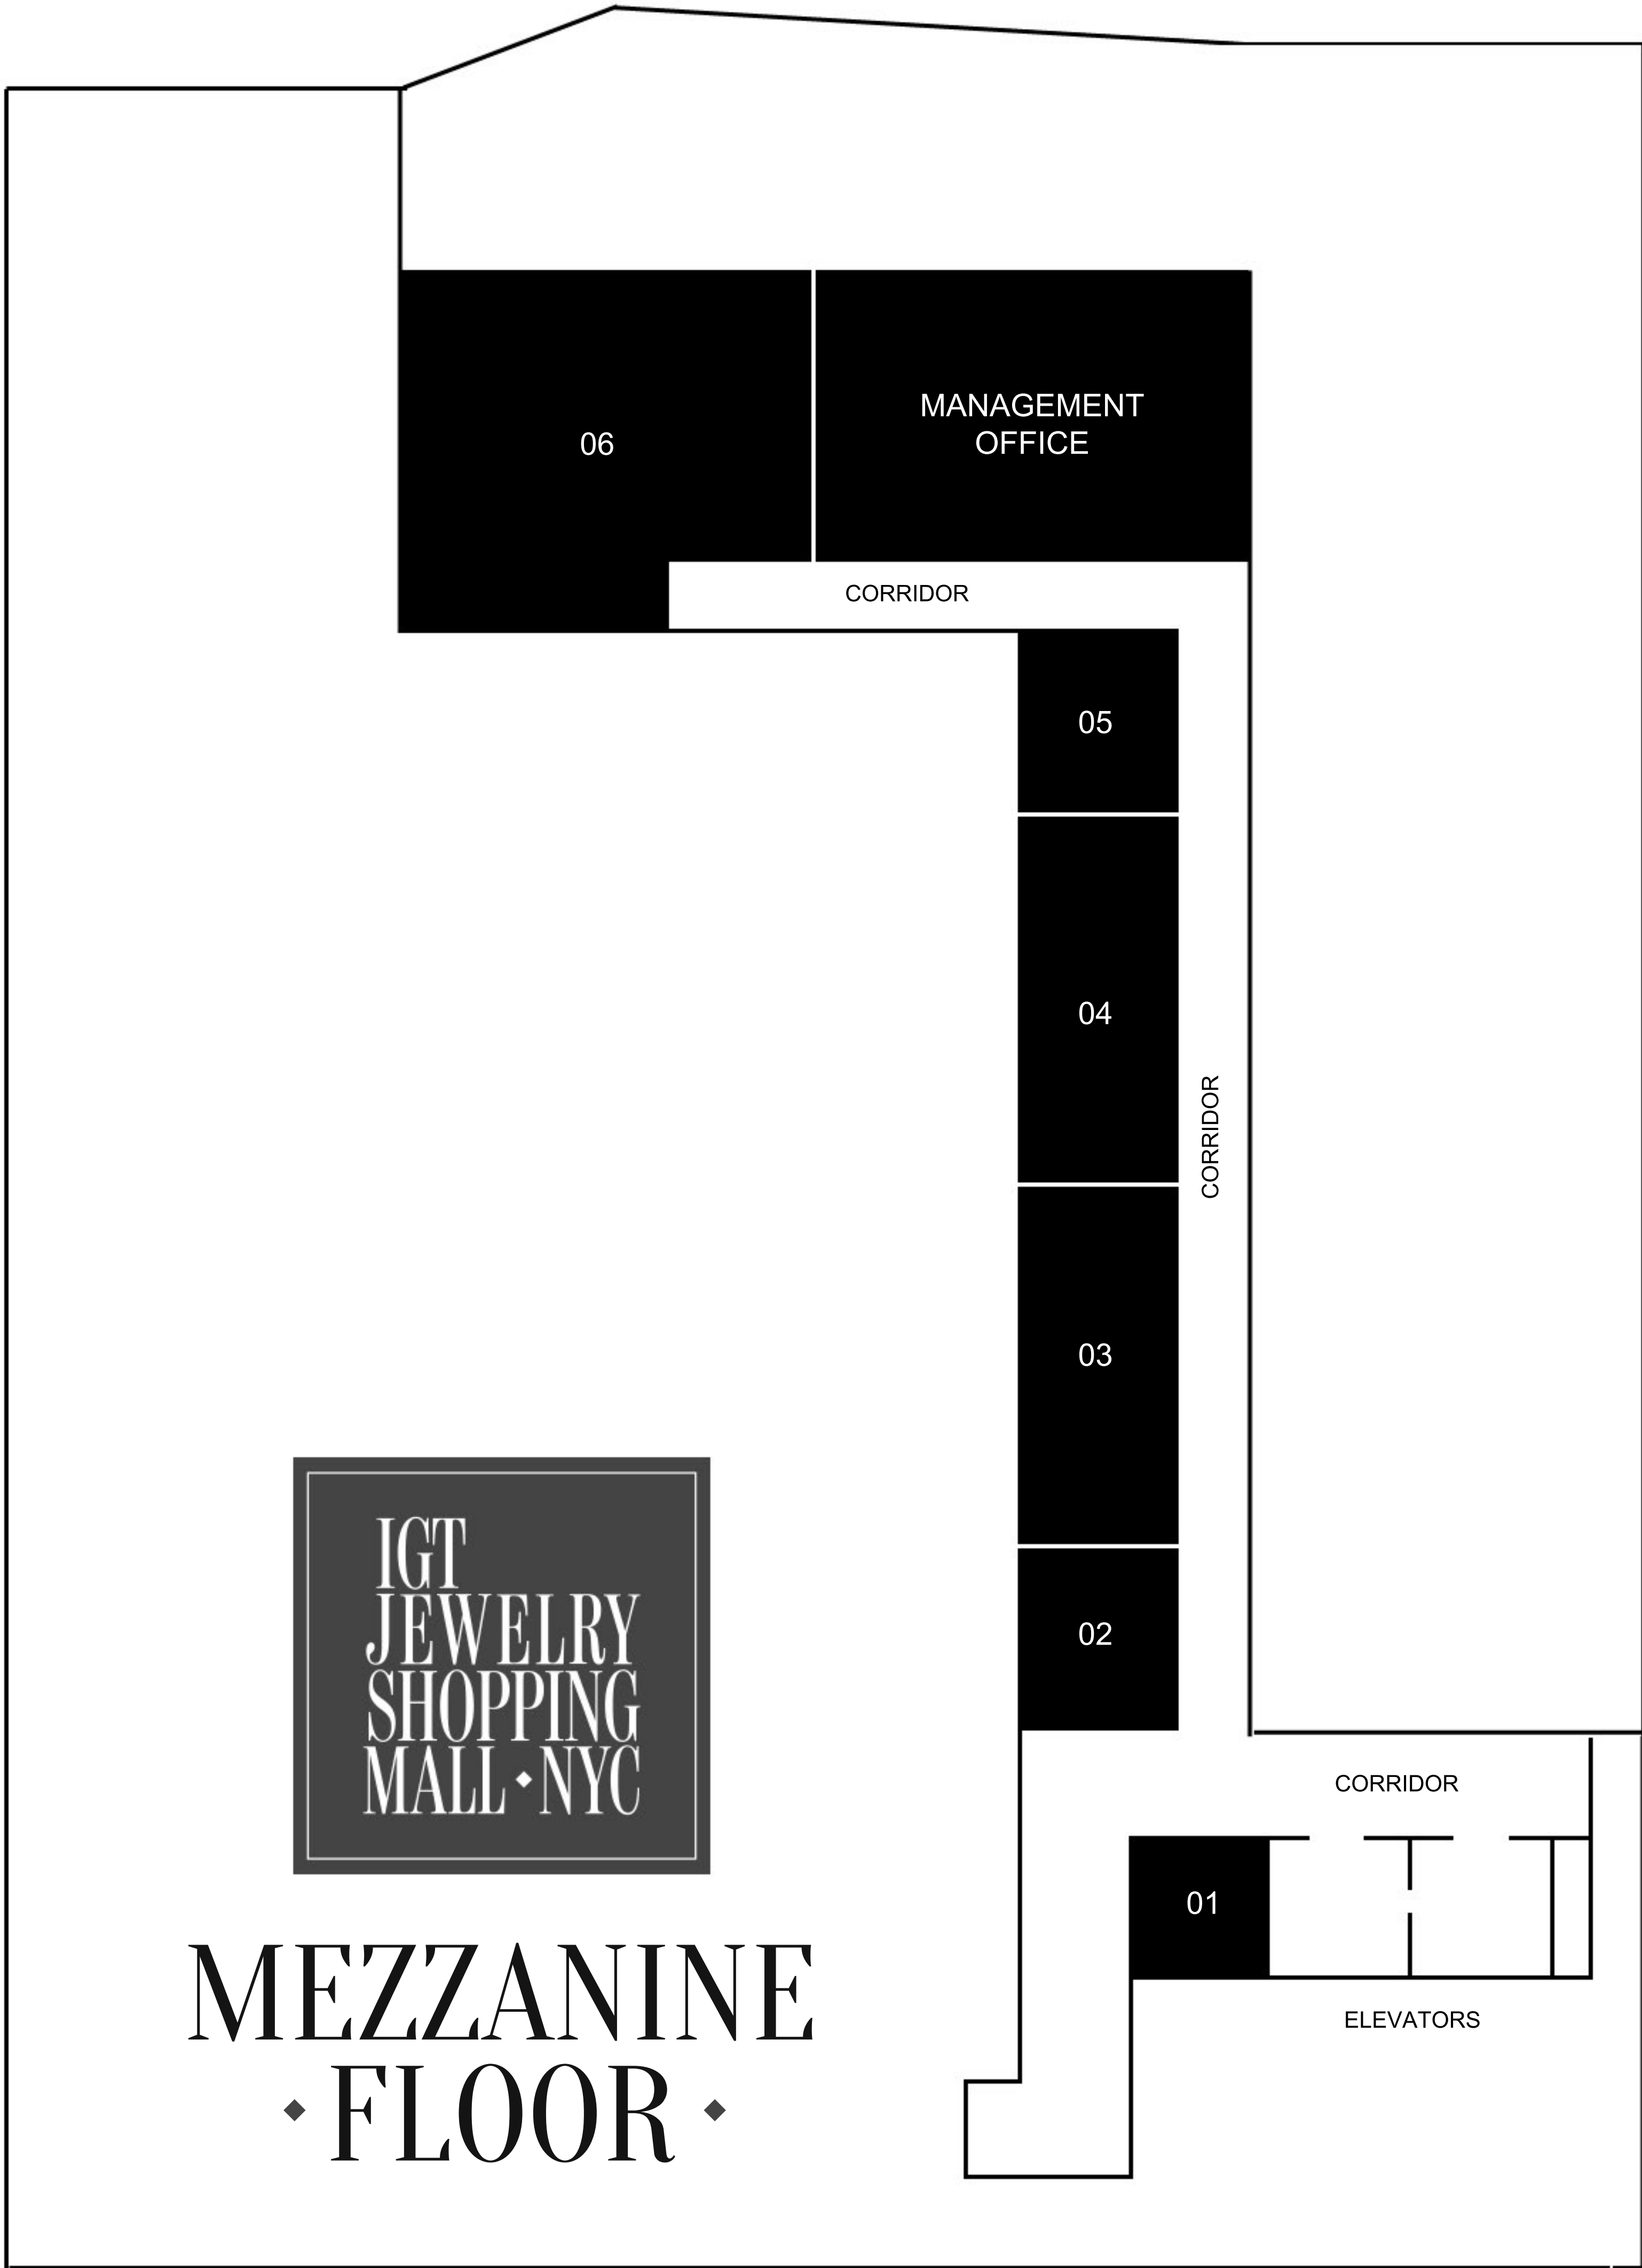 MANAGEMENT
OFFICE
06
CORRIDOR
05
04
CORRIDOR
03
02
IGT
JEWELRY
SHOPPING
MALL ◆ NYC
CORRIDOR
01
MEZZANINE
ELEVATORS
◆ FLOOR ◆